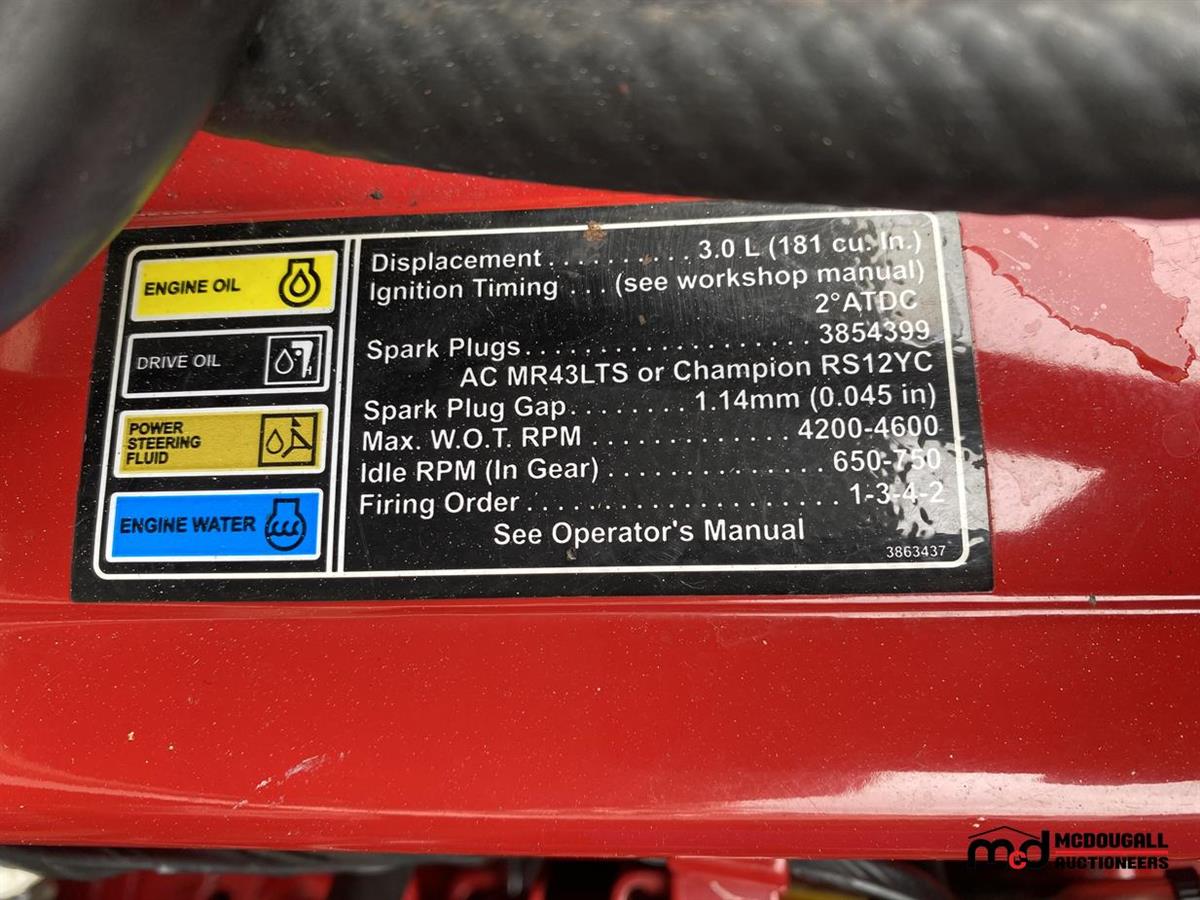 ENGINE OIL
DRIVE OIL
POWER
STEERING
FLUID
ENGINE WATER
Displacement.......... 3.0 L (181 cu. In.)
Ignition Timing ... (see workshop manual)
2°ATDC
Spark Plugs.................... 3854399
AC MR43LTS or Champion RS12YC
Spark Plug Gap........ 1.14mm (0.045 in)
Max. W.O.T. RPM ............. 4200-4600
Idle RPM (In Gear) ............... 650-750
Firing Order...................... 1-3-4-2
See Operator's Manual
3863437
mcd MCDOUGALL
AUCTIONEERS